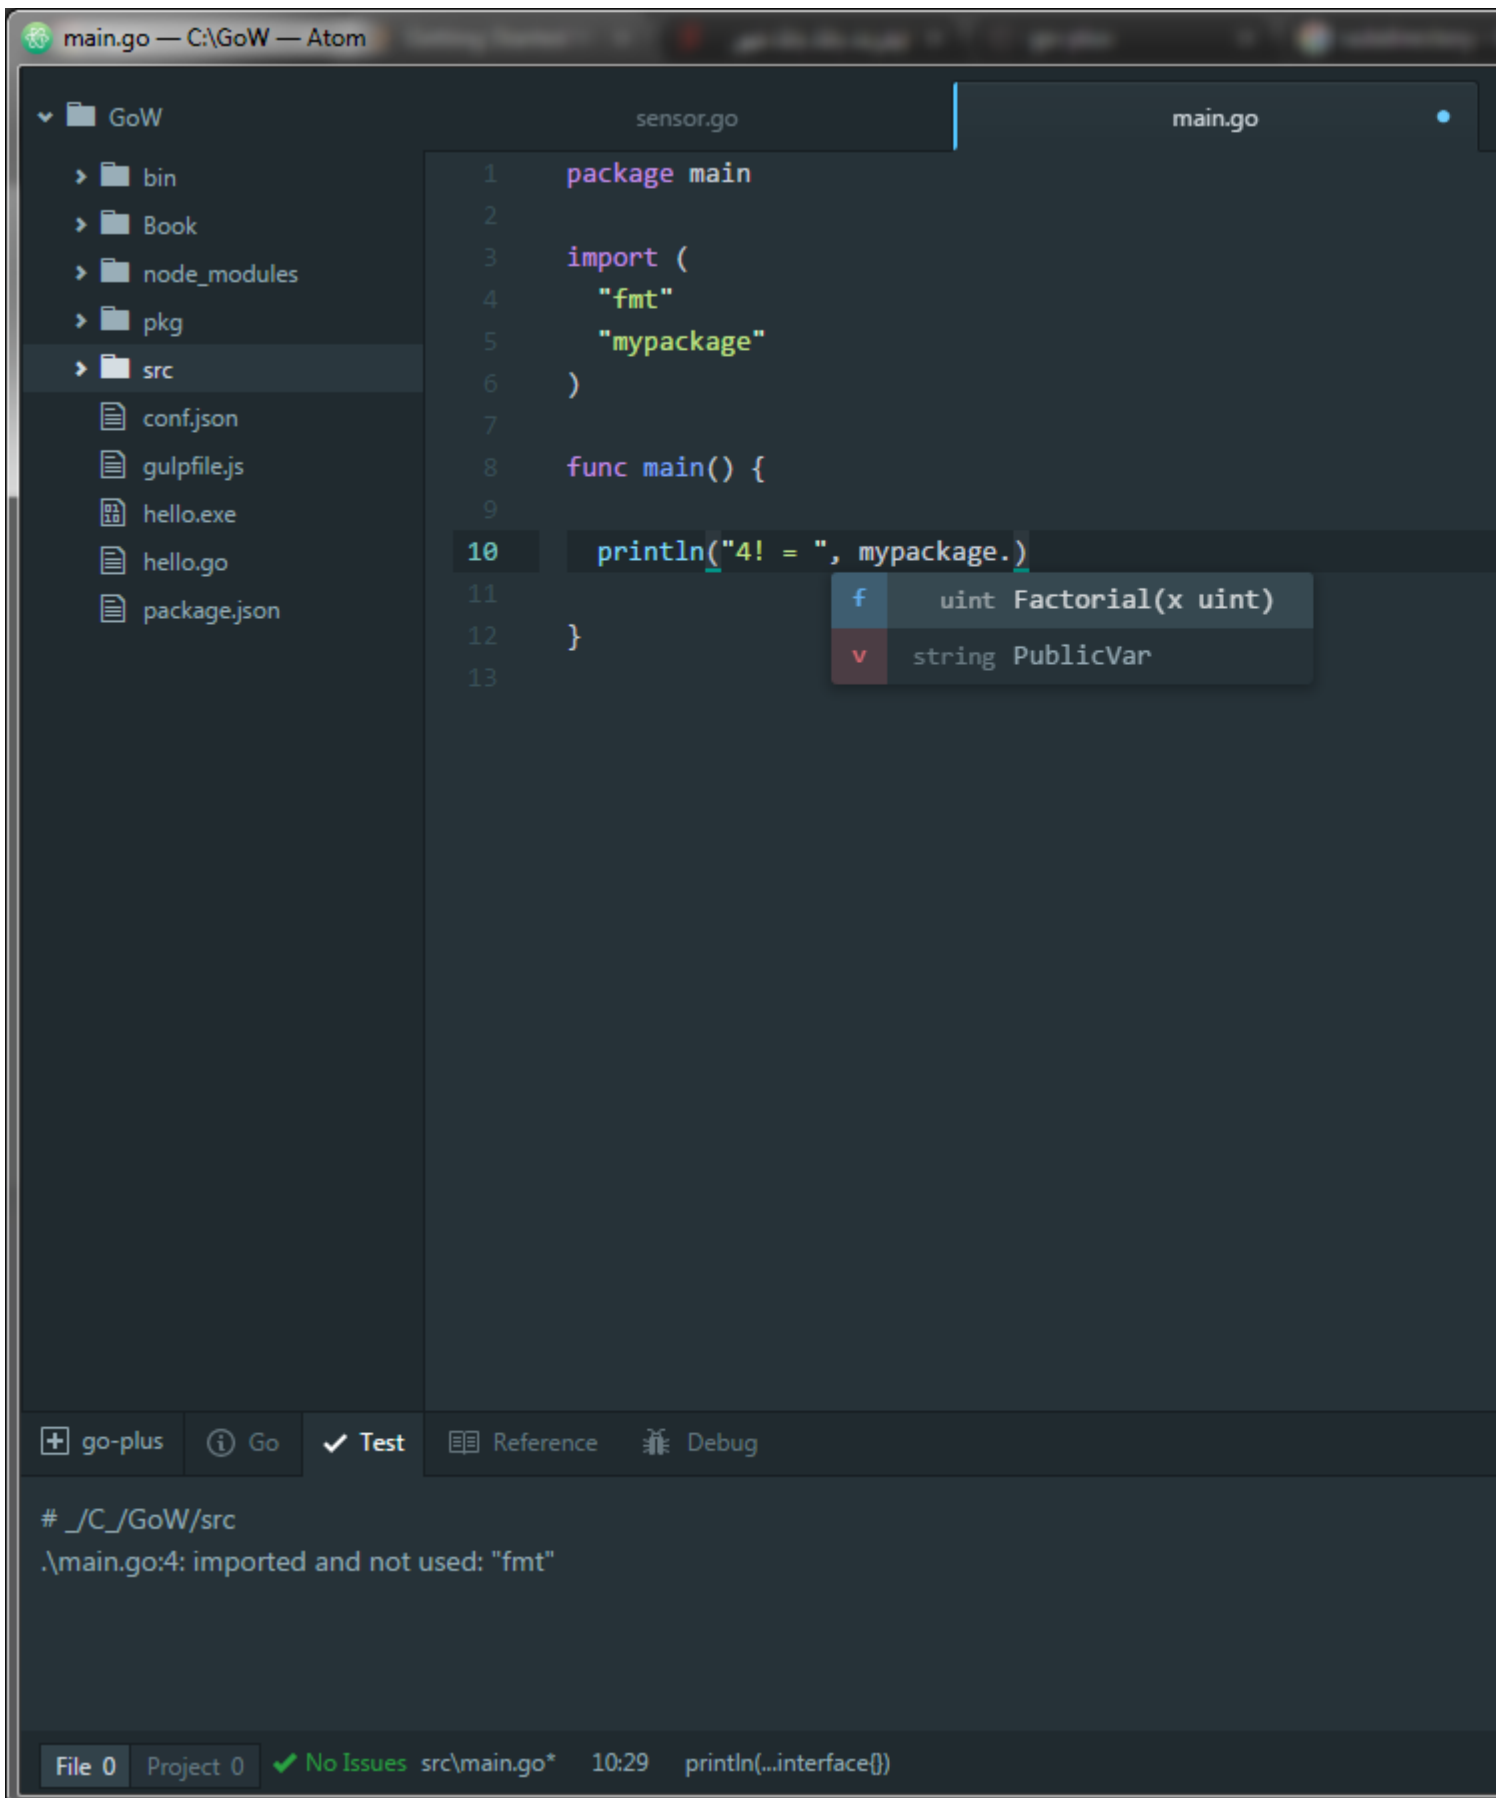 main.go — C:\GoW — Atom
GoW
bin
Book
node_modules
pkg
src
conf.json
gulpfile.js
hello.exe
hello.go
package.json
sensor.go
main.go
1 package main
2
3 import (
4 "fmt"
5 "mypackage"
6 )
7
8 func main() {
9
10 println("4! = ", mypackage.)
f uint Factorial(x uint)
v string PublicVar
11
12 }
13
go-plus Go Test Reference Debug
# _/C_/GoW/src
.\main.go:4: imported and not used: "fmt"
File 0 Project 0 No Issues src\main.go* 10:29 println(...interface{})